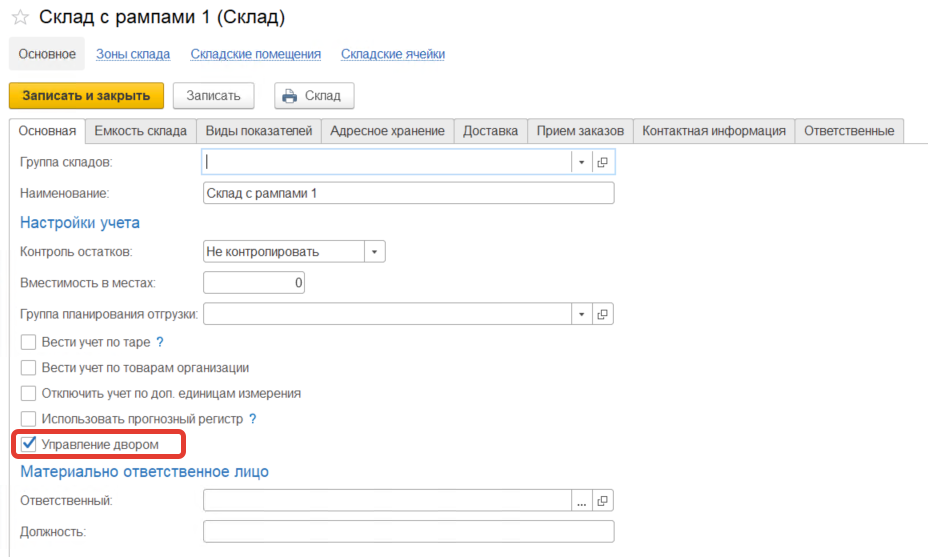 Склад с рампами 1 (Склад)
Основное Зоны склада Складские помещения Складские ячейки
Записать и закрыть Записать Склад
Основная Емкость склада Виды показателей Адресное хранение Доставка Прием заказов Контактная информация Ответственные
Группа складов:
Наименование: Склад с рампами 1
Настройки учета
Контроль остатков: Не контролировать
Вместимость в местах: 0
Группа планирования отгрузки:
Вести учет по таре ?
Вести учет по товарам организации
Отключить учет по доп. единицам измерения
Использовать прогнозный регистр ?
Управление двором
Материально ответственное лицо
Ответственный: ...
Должность: